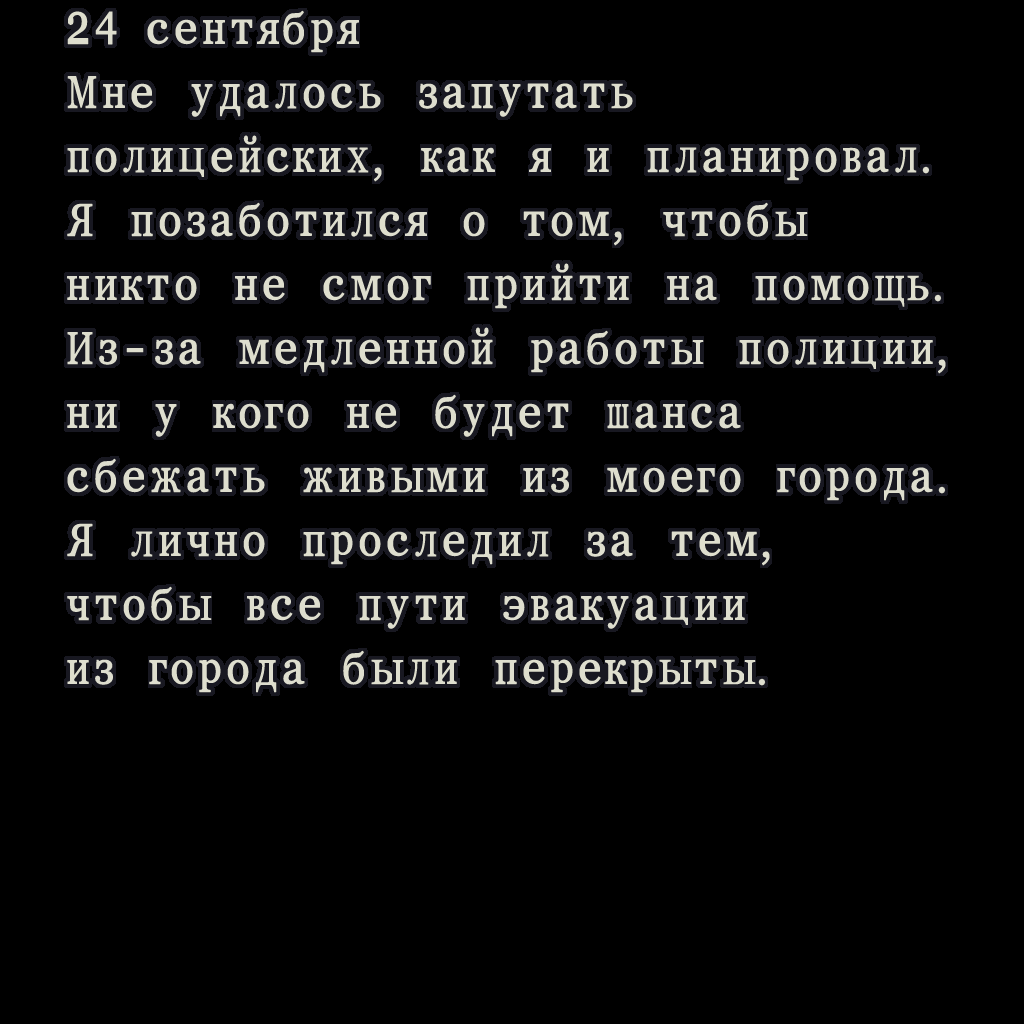 24 сентября
Мне удалось запутать
полицейских, как я и планировал.
Я позаботился о том, чтобы
никто не смог прийти на помощь.
Из-за медленной работы полиции,
ни у кого не будет шанса
сбежать живыми из моего города.
Я лично проследил за тем,
чтобы все пути эвакуации
из города были перекрыты.